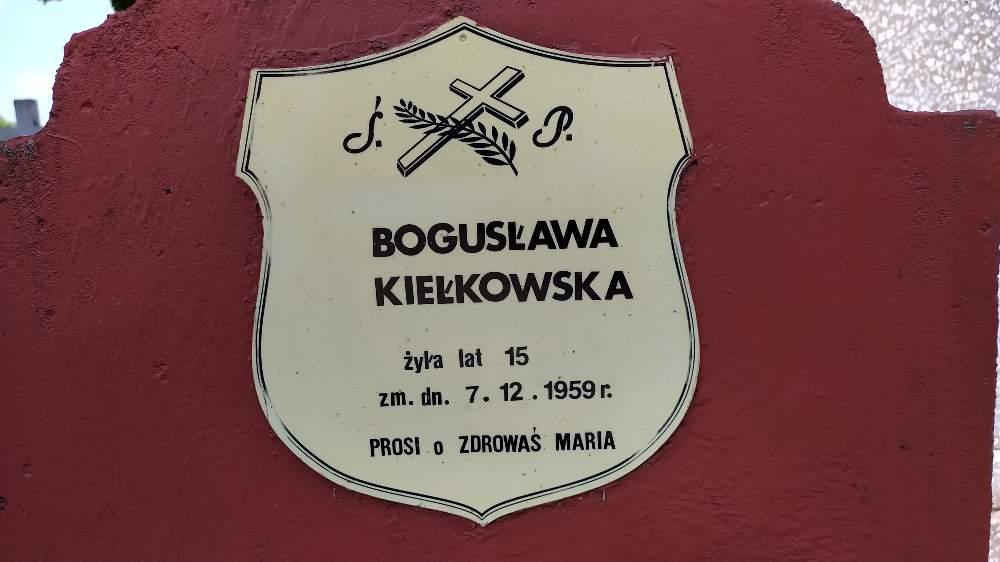 Ś. P.
BOGUSŁAWA
KIEŁKOWSKA
żyła lat 15
zm. dn. 7. 12. 1959 r.
PROSI o ZDROWAŚ MARIA